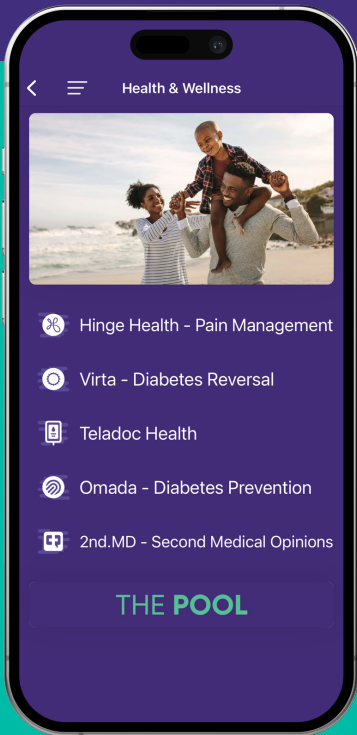 Health & Wellness
Hinge Health - Pain Management
Virta - Diabetes Reversal
Teladoc Health
Omada - Diabetes Prevention
2nd.MD - Second Medical Opinions
THE POOL